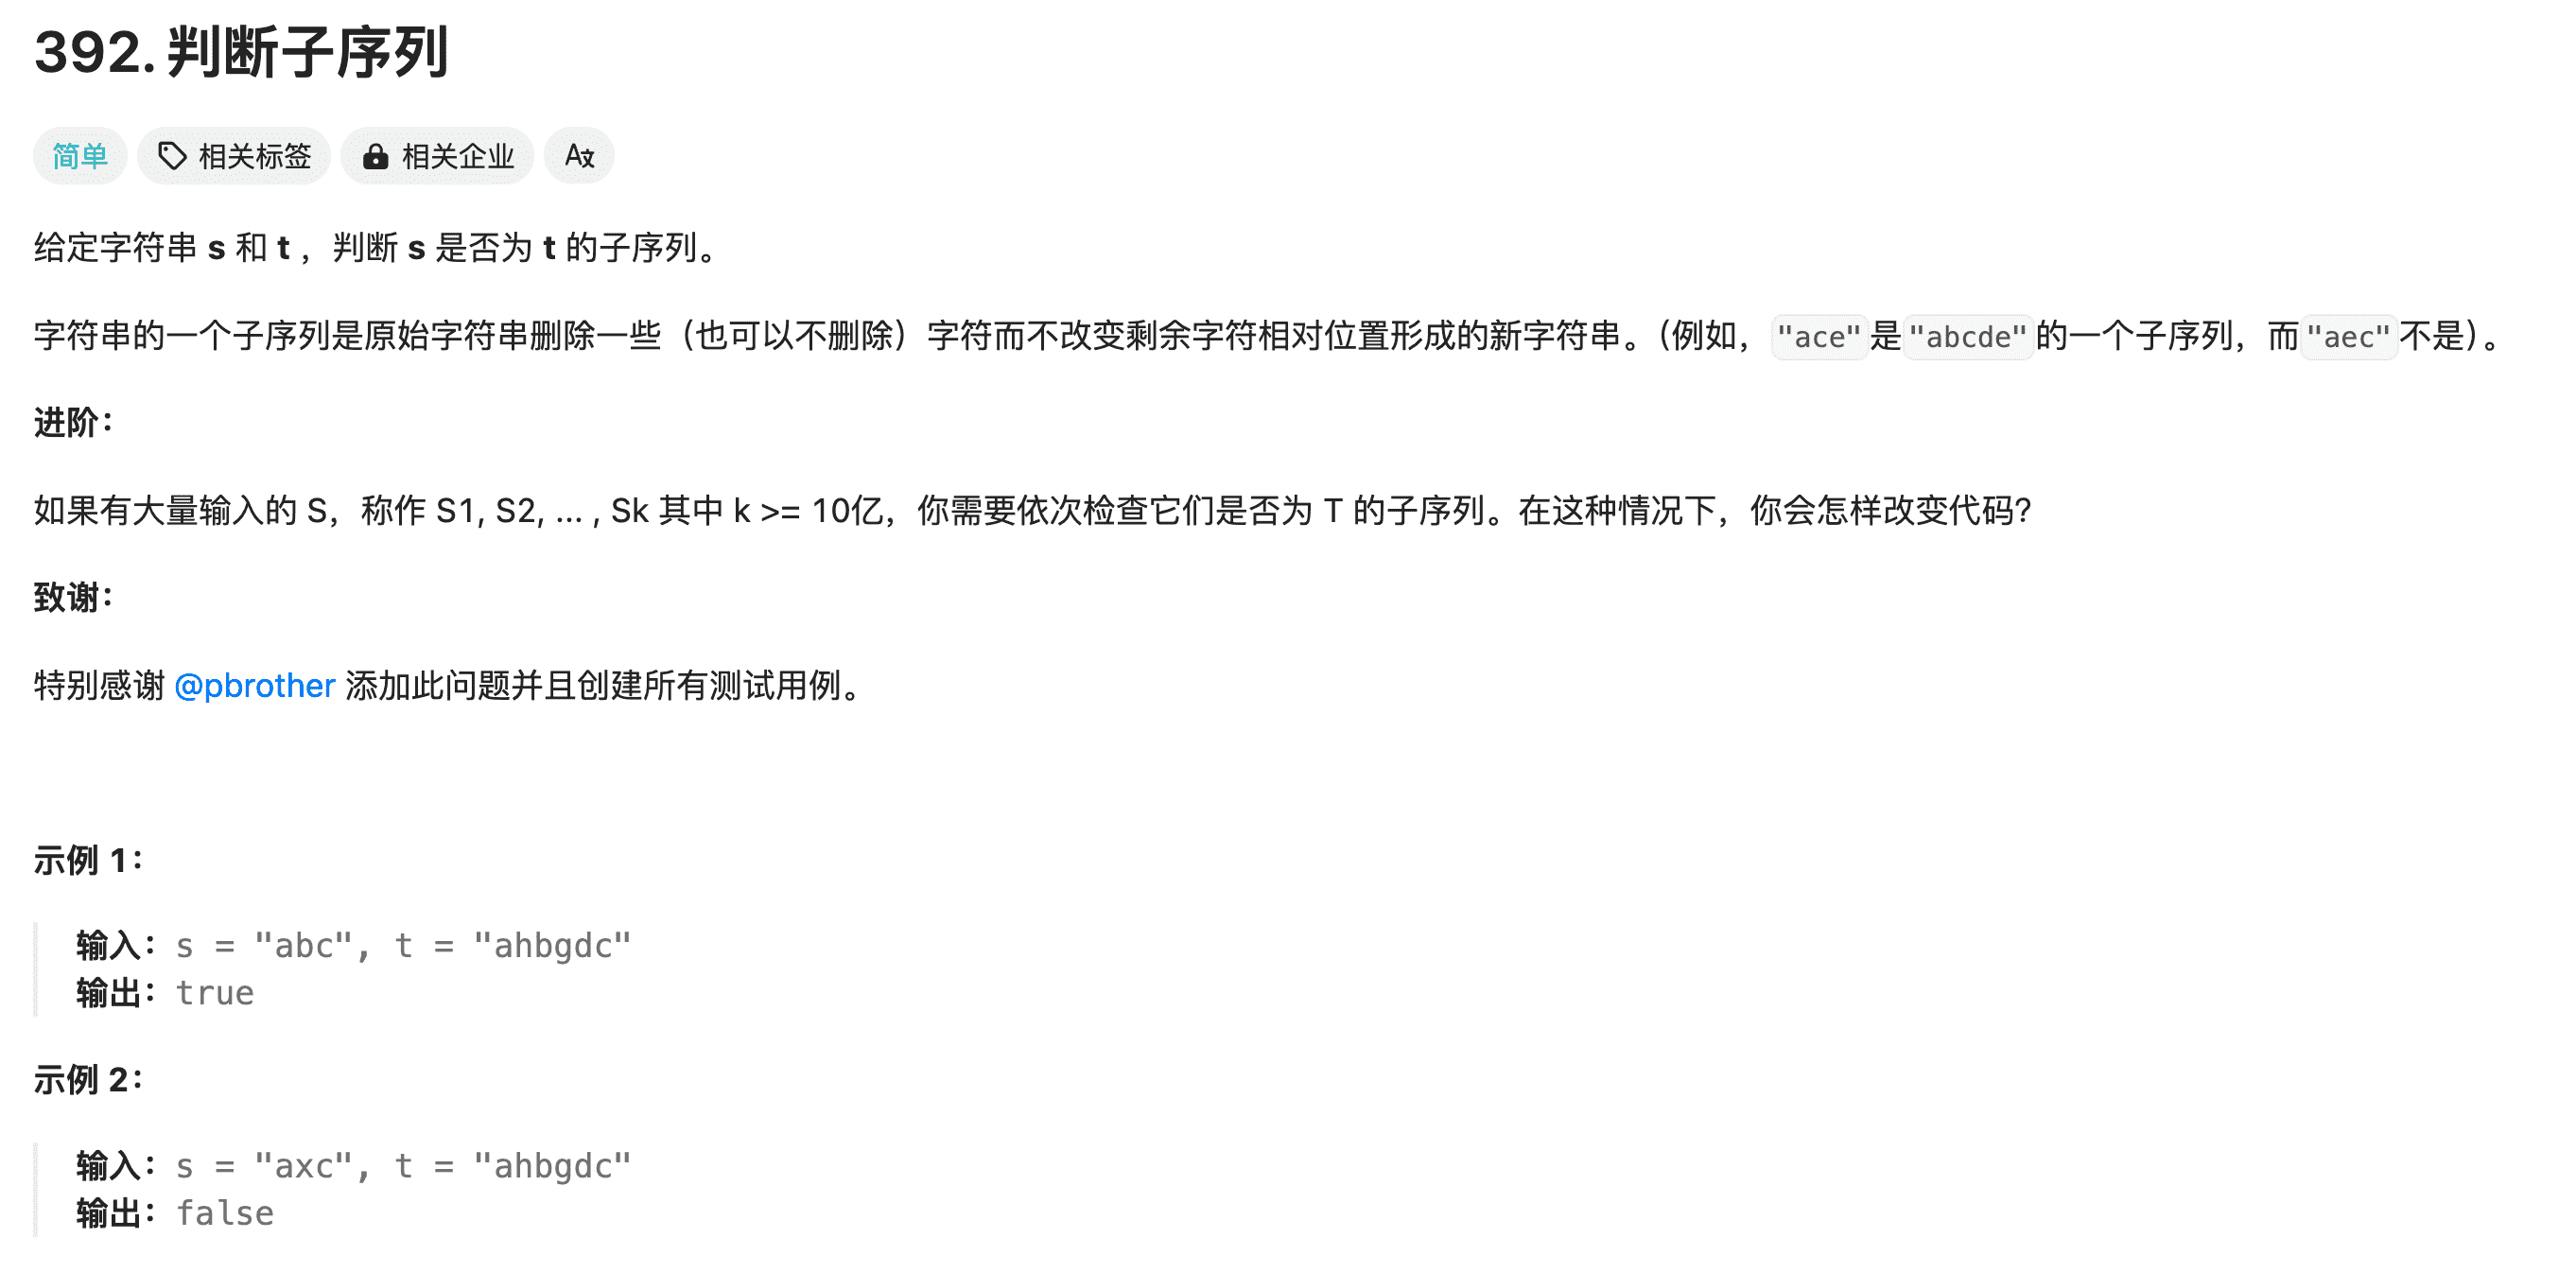 392. 判断子序列
简单 相关标签 相关企业 A文
给定字符串 s 和 t ，判断 s 是否为 t 的子序列。
字符串的一个子序列是原始字符串删除一些（也可以不删除）字符而不改变剩余字符相对位置形成的新字符串。（例如，"ace"是"abcde"的一个子序列，而"aec"不是）。
进阶：
如果有大量输入的 S，称作 S1, S2, ... , Sk 其中 k >= 10亿，你需要依次检查它们是否为 T 的子序列。在这种情况下，你会怎样改变代码？
致谢：
特别感谢 @pbrother 添加此问题并且创建所有测试用例。
示例 1：
输入：s = "abc", t = "ahbgdc"
输出：true
示例 2：
输入：s = "axc", t = "ahbgdc"
输出：false